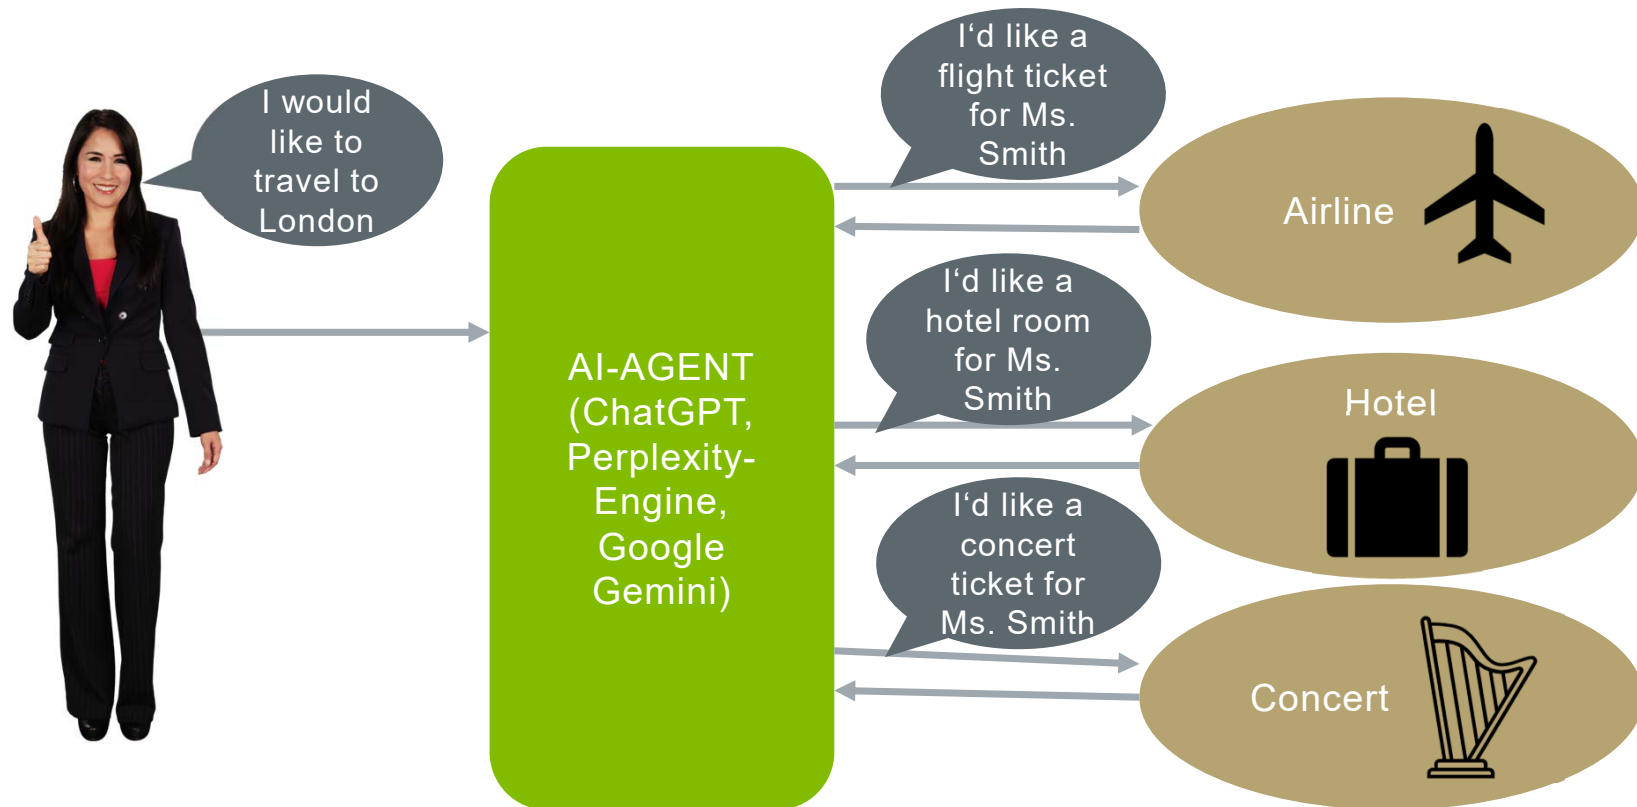 I would
like to
travel to
London
AI-AGENT
(ChatGPT,
Perplexity-
Engine,
Google
Gemini)
I‘d like a
flight ticket
for Ms.
Smith
Airline
I‘d like a
hotel room
for Ms.
Smith
Hotel
I‘d like a
concert
ticket for
Ms. Smith
Concert